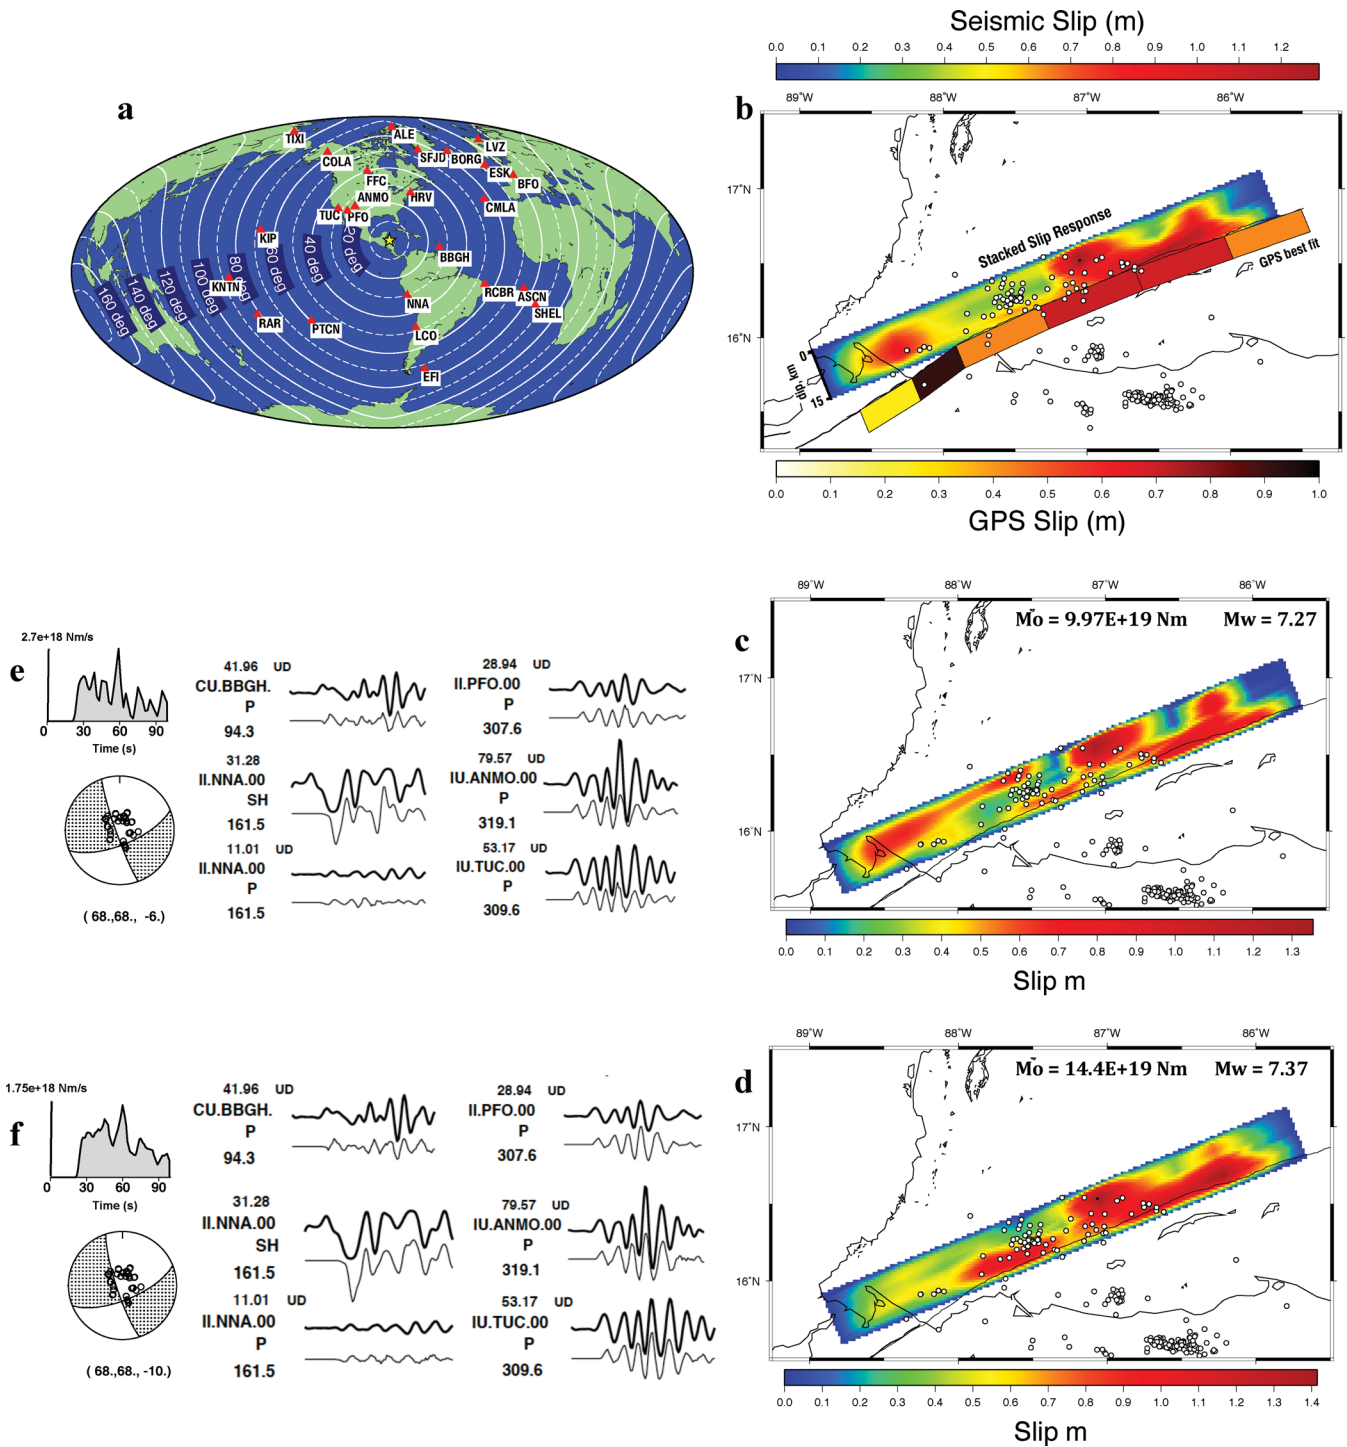 a
TIXI
ALE
LVZ
COLA
SFJD
BORG
ESK
BFO
FFC
ANMO
HRV
CMLA
TUC
PFO
KIP
BBGH
KNTN
NNA
RCBR
ASCN
SHEL
RAR
PTCN
LCO
EFI
160 deg
140 deg
120 deg
100 deg
80 deg
60 deg
40 deg
20 deg
Seismic Slip (m)
0.0 0.1 0.2 0.3 0.4 0.5 0.6 0.7 0.8 0.9 1.0 1.1 1.2
b
89˚W 88˚W 87˚W 86˚W
17˚N
16˚N
Stacked Slip Response
GPS best fit
0
dip, km
15
0.0 0.1 0.2 0.3 0.4 0.5 0.6 0.7 0.8 0.9 1.0
GPS Slip (m)
c
89˚W 88˚W 87˚W 86˚W
Mo = 9.97E+19 Nm Mw = 7.27
17˚N
16˚N
0.0 0.1 0.2 0.3 0.4 0.5 0.6 0.7 0.8 0.9 1.0 1.1 1.2 1.3
Slip m
d
89˚W 88˚W 87˚W 86˚W
Mo = 14.4E+19 Nm Mw = 7.37
17˚N
16˚N
0.0 0.1 0.2 0.3 0.4 0.5 0.6 0.7 0.8 0.9 1.0 1.1 1.2 1.3 1.4
Slip m
e
2.7e+18 Nm/s
0 30 60 90
Time (s)
( 68.,68., -6.)
41.96 UD
CU.BBGH.
P
94.3
31.28
II.NNA.00
SH
161.5
11.01 UD
II.NNA.00
P
161.5
28.94 UD
II.PFO.00
P
307.6
79.57 UD
IU.ANMO.00
P
319.1
53.17 UD
IU.TUC.00
P
309.6
f
1.75e+18 Nm/s
0 30 60 90
Time (s)
( 68.,68., -10.)
41.96 UD
CU.BBGH.
P
94.3
31.28
II.NNA.00
SH
161.5
11.01 UD
II.NNA.00
P
161.5
28.94 UD
II.PFO.00
P
307.6
79.57 UD
IU.ANMO.00
P
319.1
53.17 UD
IU.TUC.00
P
309.6